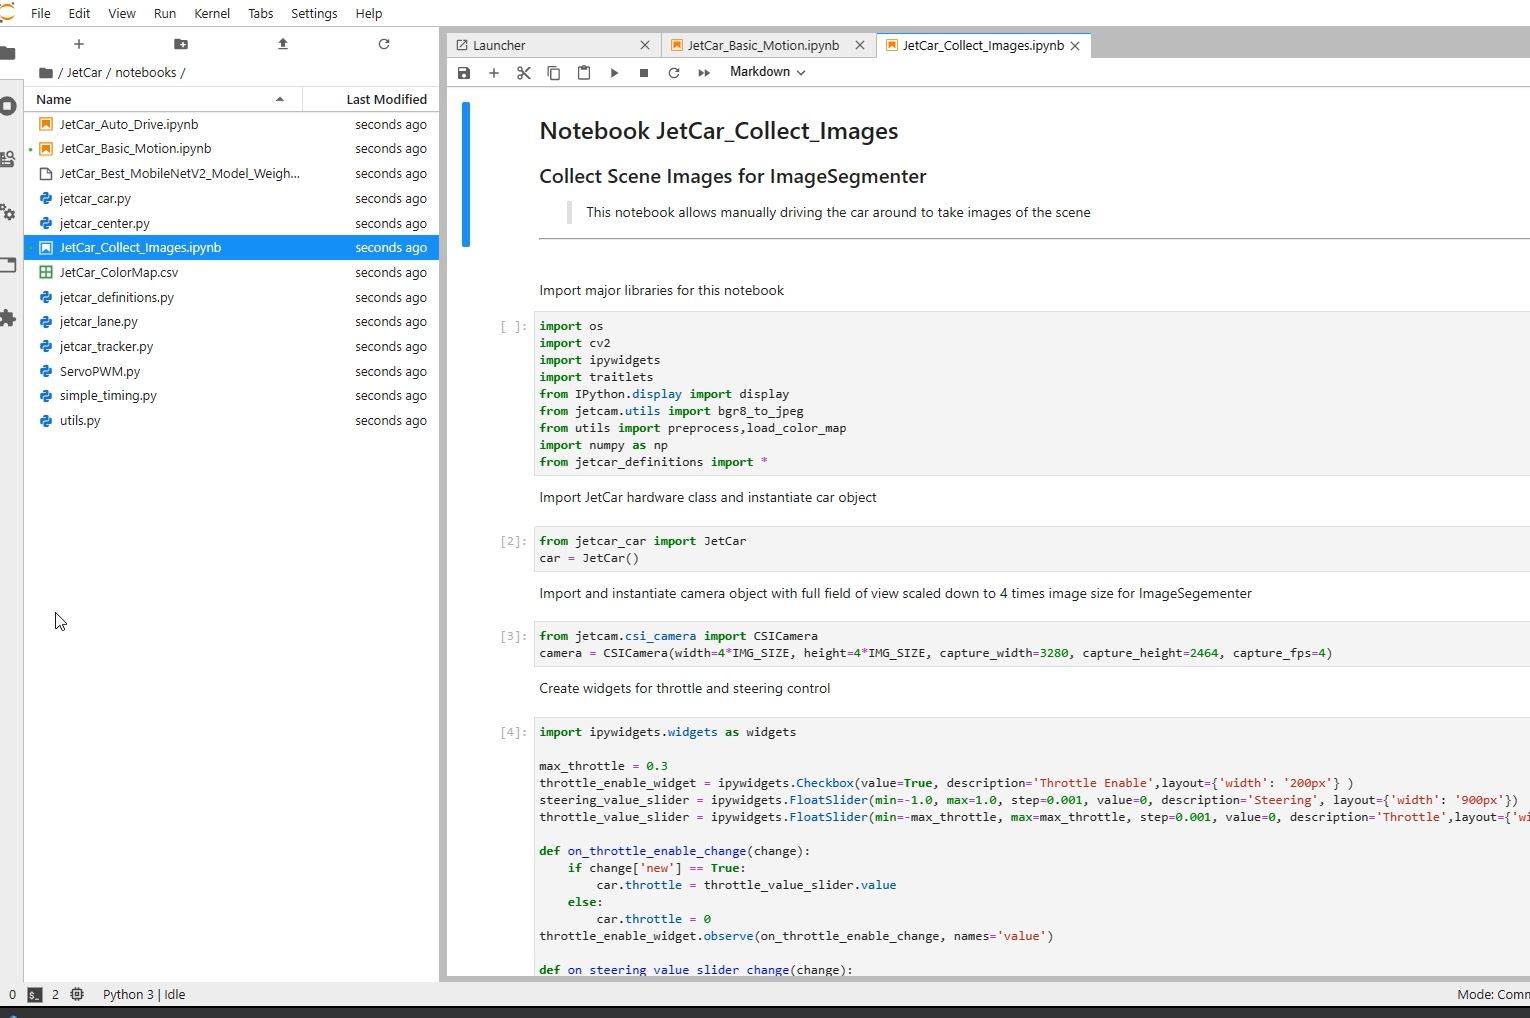 File Edit View Run Kernel Tabs Settings Help
/ JetCar / notebooks /
Name Last Modified
JetCar_Auto_Drive.ipynb seconds ago
JetCar_Basic_Motion.ipynb seconds ago
JetCar_Best_MobileNetV2_Model_Weigh... seconds ago
jetcar_car.py seconds ago
jetcar_center.py seconds ago
JetCar_Collect_Images.ipynb seconds ago
JetCar_ColorMap.csv seconds ago
jetcar_definitions.py seconds ago
jetcar_lane.py seconds ago
jetcar_tracker.py seconds ago
ServoPWM.py seconds ago
simple_timing.py seconds ago
utils.py seconds ago
Launcher JetCar_Basic_Motion.ipynb JetCar_Collect_Images.ipynb
Markdown
Notebook JetCar_Collect_Images
Collect Scene Images for ImageSegmenter
This notebook allows manually driving the car around to take images of the scene
Import major libraries for this notebook
[ ]: import os
import cv2
import ipywidgets
import traitlets
from IPython.display import display
from jetcam.utils import bgr8_to_jpeg
from utils import preprocess,load_color_map
import numpy as np
from jetcar_definitions import *
Import JetCar hardware class and instantiate car object
[2]: from jetcar_car import JetCar
car = JetCar()
Import and instantiate camera object with full field of view scaled down to 4 times image size for ImageSegementer
[3]: from jetcam.csi_camera import CSICamera
camera = CSICamera(width=4*IMG_SIZE, height=4*IMG_SIZE, capture_width=3280, capture_height=2464, capture_fps=4)
Create widgets for throttle and steering control
[4]: import ipywidgets.widgets as widgets
max_throttle = 0.3
throttle_enable_widget = ipywidgets.Checkbox(value=True, description='Throttle Enable',layout={'width': '200px'} )
steering_value_slider = ipywidgets.FloatSlider(min=-1.0, max=1.0, step=0.001, value=0, description='Steering', layout={'width': '900px'})
throttle_value_slider = ipywidgets.FloatSlider(min=-max_throttle, max=max_throttle, step=0.001, value=0, description='Throttle',layout={'wi
def on_throttle_enable_change(change):
if change['new'] == True:
car.throttle = throttle_value_slider.value
else:
car.throttle = 0
throttle_enable_widget.observe(on_throttle_enable_change, names='value')
def on_steering_value_slider_change(change):
0 2 Python 3 | Idle Mode: Comm